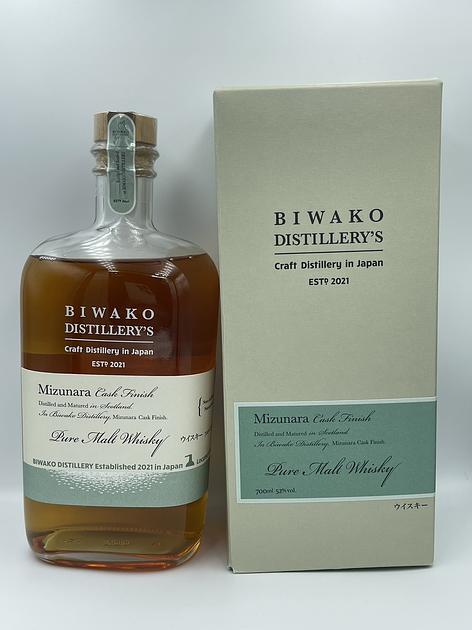 BIWAKO
DISTILLERY'S
Craft Distillery in Japan
ESTD 2021
Mizunara Cask Finish
Distilled and Matured in Scotland.
In Biwako Distillery, Mizunara Cask Finish.
Pure Malt Whisky
ウイスキー
BIWAKO DISTILLERY Established 2021 in Japan
BIWAKO
DISTILLERY'S
Craft Distillery in Japan
ESTD 2021
Mizunara Cask Finish
Distilled and Matured in Scotland.
In Biwako Distillery, Mizunara Cask Finish.
Pure Malt Whisky
700ml 52%vol.
ウイスキー